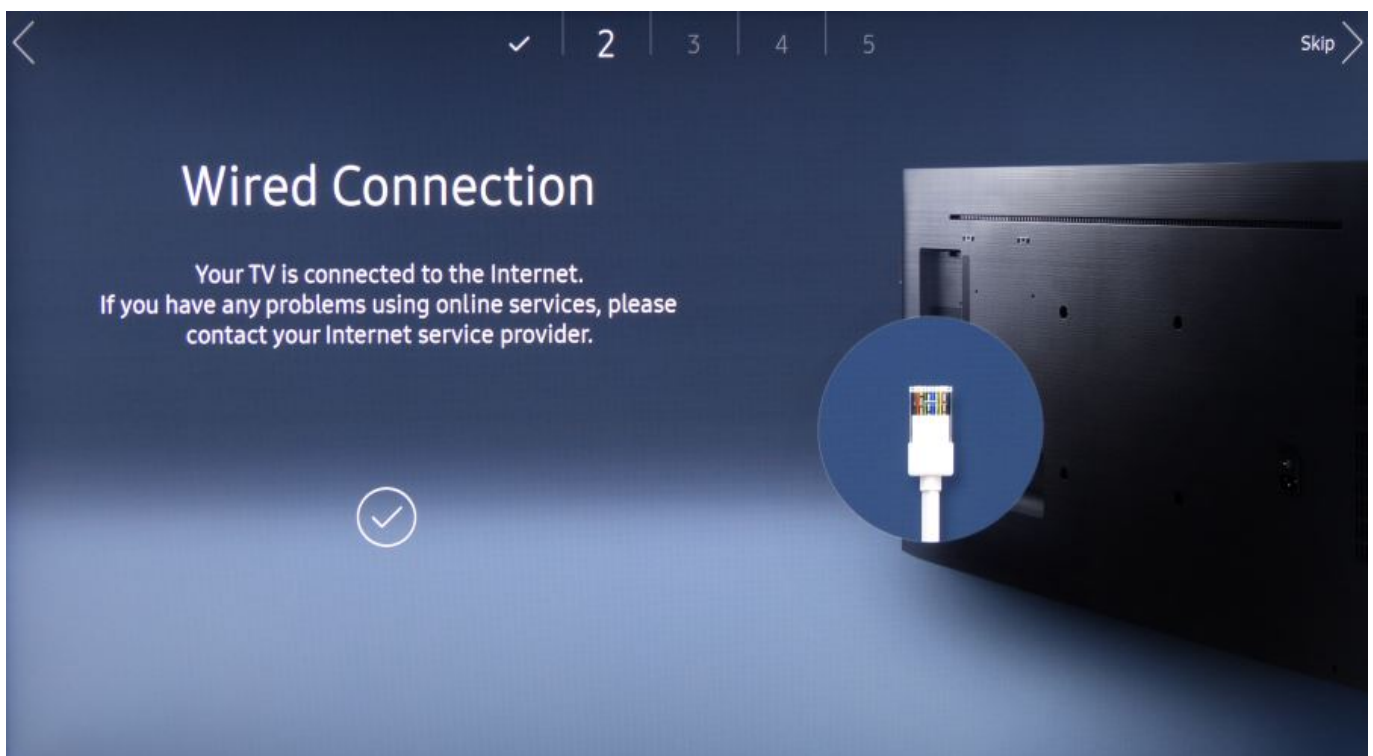 2 3 4 5
Skip
Wired Connection
Your TV is connected to the Internet.
If you have any problems using online services, please
contact your Internet service provider.